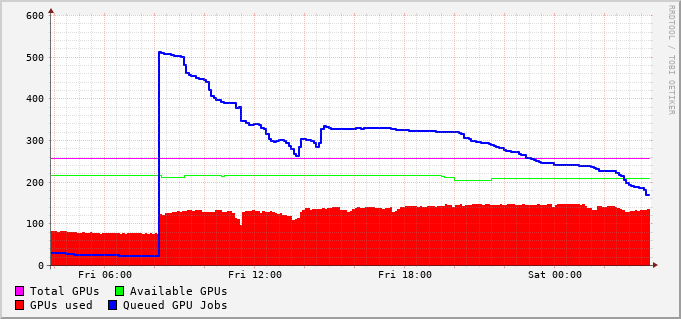 600
500
400
300
200
100
0
Fri 06:00 Fri 12:00 Fri 18:00 Sat 00:00
Total GPUs Available GPUs
GPUs used Queued GPU Jobs
RRDTOOL / TOBI OETIKER